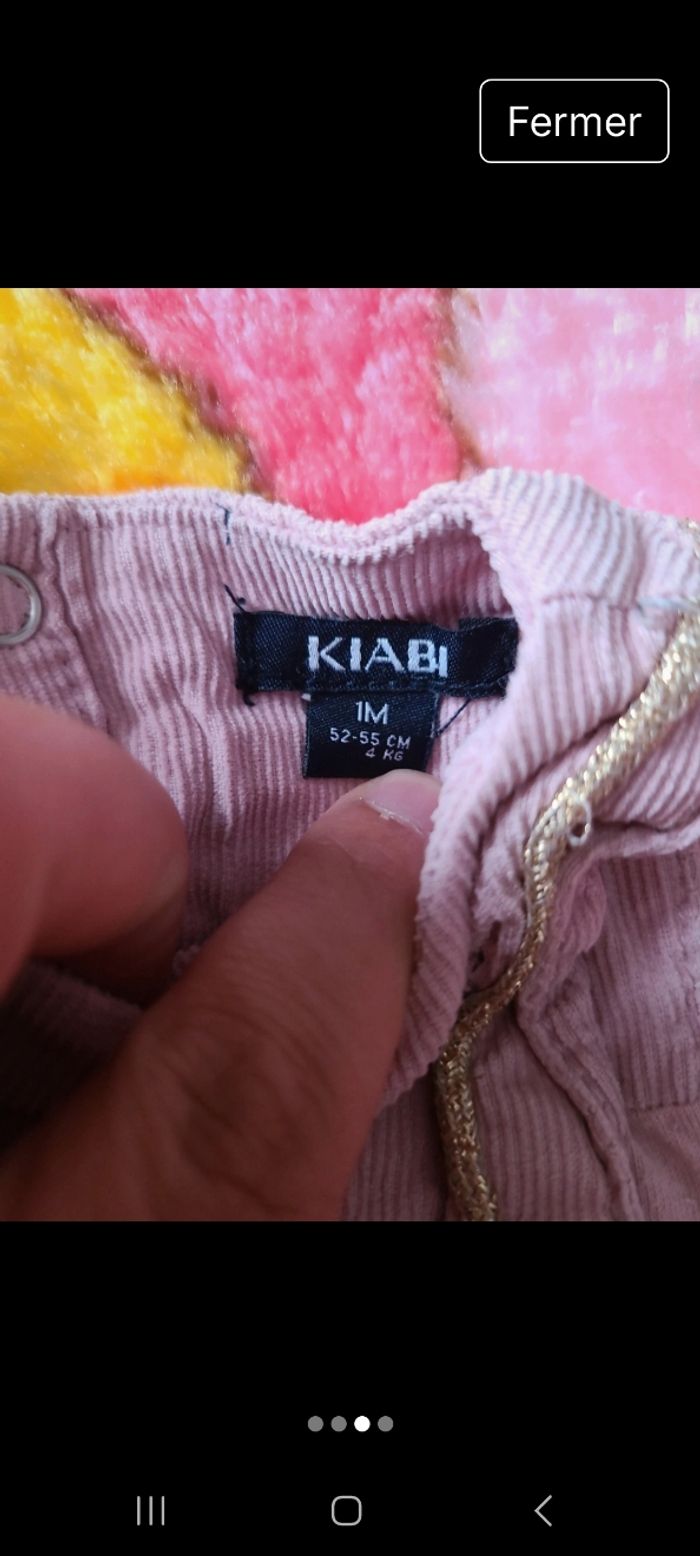 Fermer
KIABI
1M
52-55 CM
4 KG